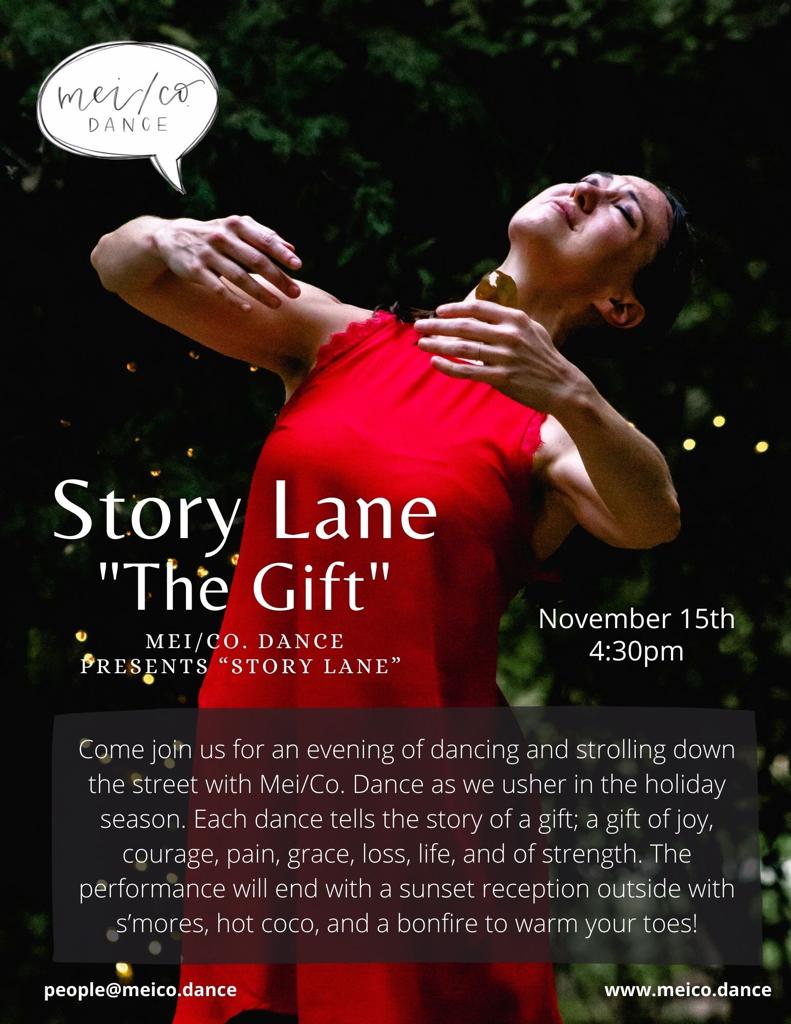 mei/co.
DANCE
Story Lane
"The Gift"
MEI/CO. DANCE
PRESENTS “STORY LANE”
November 15th
4:30pm
Come join us for an evening of dancing and strolling down
the street with Mei/Co. Dance as we usher in the holiday
season. Each dance tells the story of a gift; a gift of joy,
courage, pain, grace, loss, life, and of strength. The
performance will end with a sunset reception outside with
s’mores, hot coco, and a bonfire to warm your toes!
people@meico.dance
www.meico.dance